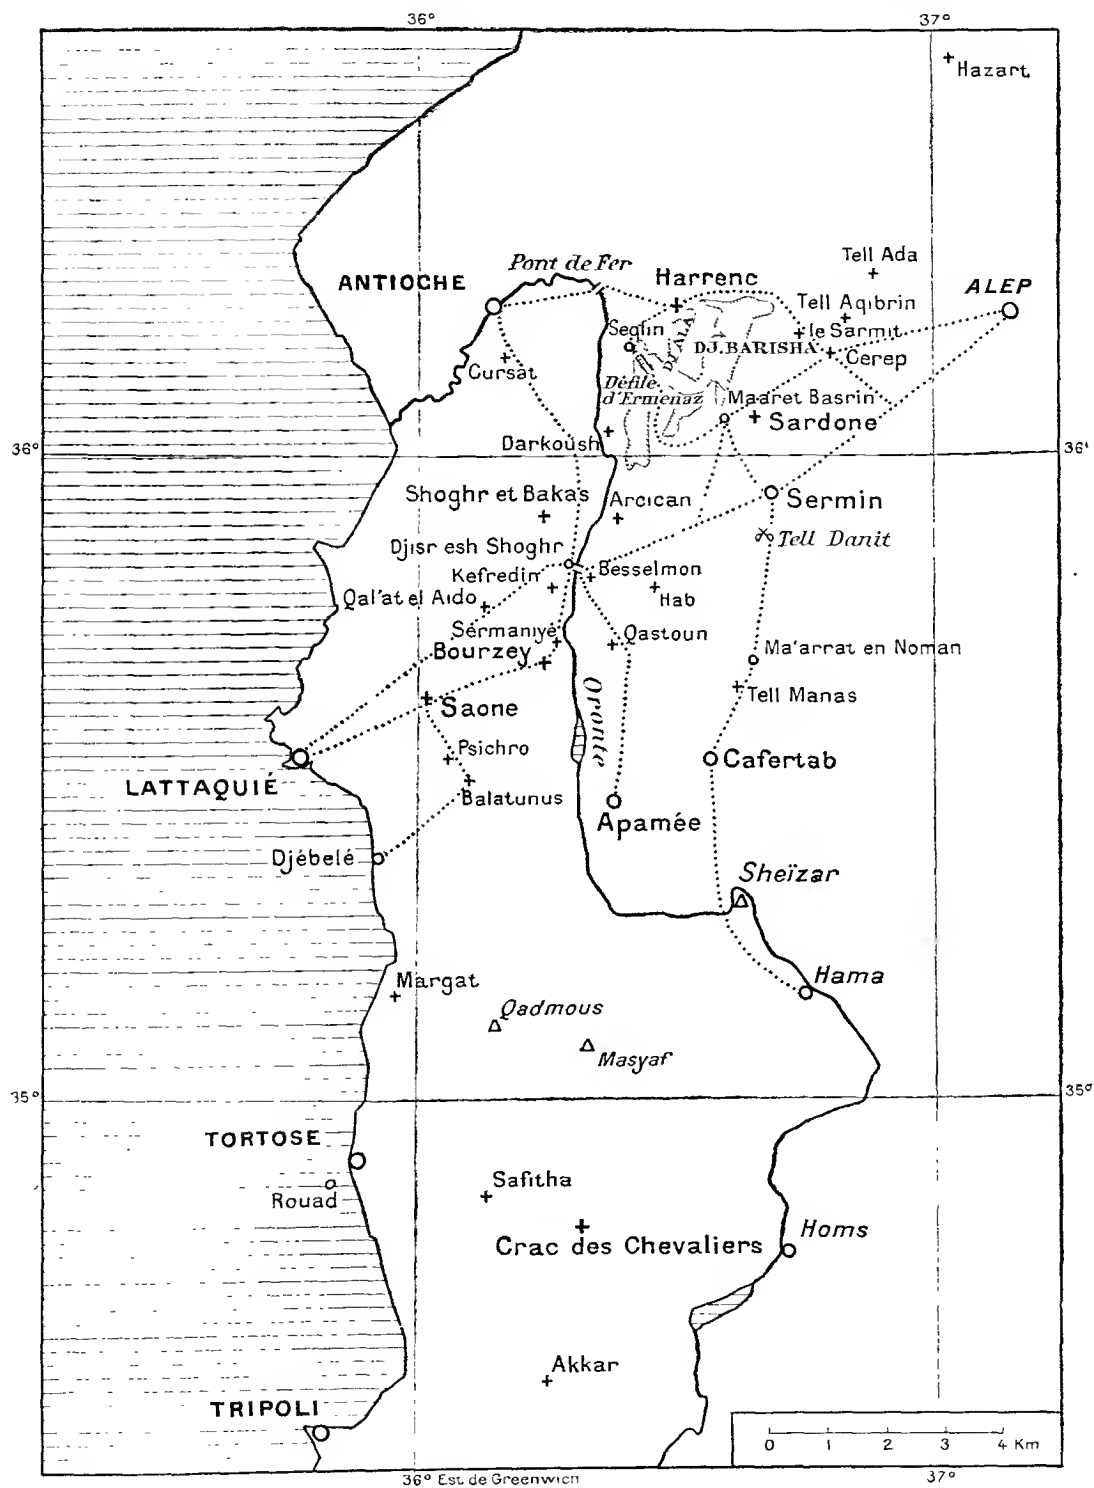 36°
37°
Hazart
Tell Ada
Pont de Fer
ANTIOCHE
Harrenc
ALEP
Tell Aqibrin
Seqlin
le Sarmit
DJ. ALA
DJ. BARISHA
Cerep
Cursat
Défilé
d'Ermenaz
Maaret Basrin
Sardone
Darkoush
36°
36°
Shoghr et Bakas
Arcican
Sermin
Tell Danit
Djisr esh Shoghr
Besselmon
Kefredin
Hab
Qal'at el Aïdo
Sermaniyé
Qastoun
Bourzey
Ma'arrat en Noman
Tell Manas
Oronte
Saone
Psichro
Cafertab
LATTAQUIÉ
Balatunus
Apamée
Djébelé
Sheïzar
Hama
Margat
Qadmous
Masyaf
35°
35°
TORTOSE
Safitha
Rouad
Homs
Crac des Chevaliers
Akkar
TRIPOLI
0 1 2 3 4 Km
36° Est de Greenwich
37°